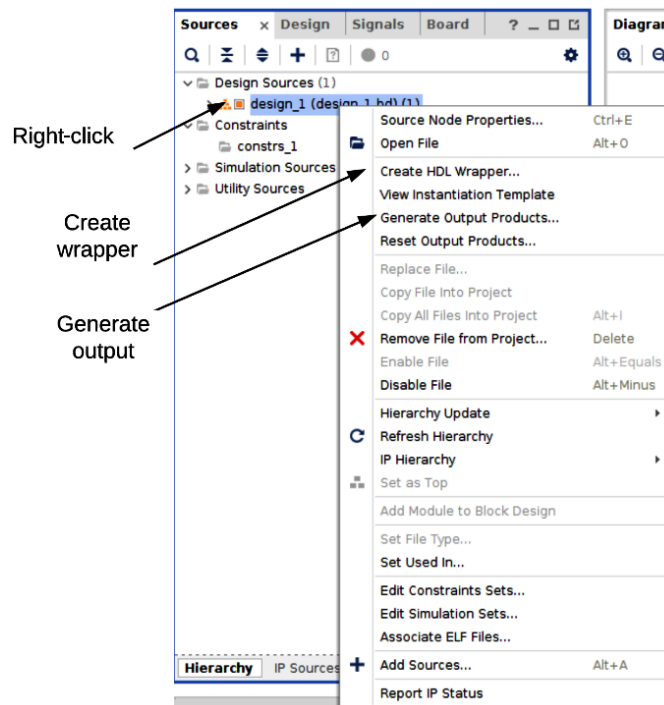 Sources × Design Signals Board ? _ Diagran
0
Design Sources (1)
design_1 (design_1.bd) (1)
Constraints
constrs_1
Simulation Sources
Utility Sources
Right-click
Create
wrapper
Generate
output
Source Node Properties... Ctrl+E
Open File Alt+O
Create HDL Wrapper...
View Instantiation Template
Generate Output Products...
Reset Output Products...
Replace File...
Copy File Into Project
Copy All Files Into Project Alt+I
Remove File from Project... Delete
Enable File Alt+Equals
Disable File Alt+Minus
Hierarchy Update
Refresh Hierarchy
IP Hierarchy
Set as Top
Add Module to Block Design
Set File Type...
Set Used In...
Edit Constraints Sets...
Edit Simulation Sets...
Associate ELF Files...
Add Sources... Alt+A
Report IP Status
Hierarchy IP Sources